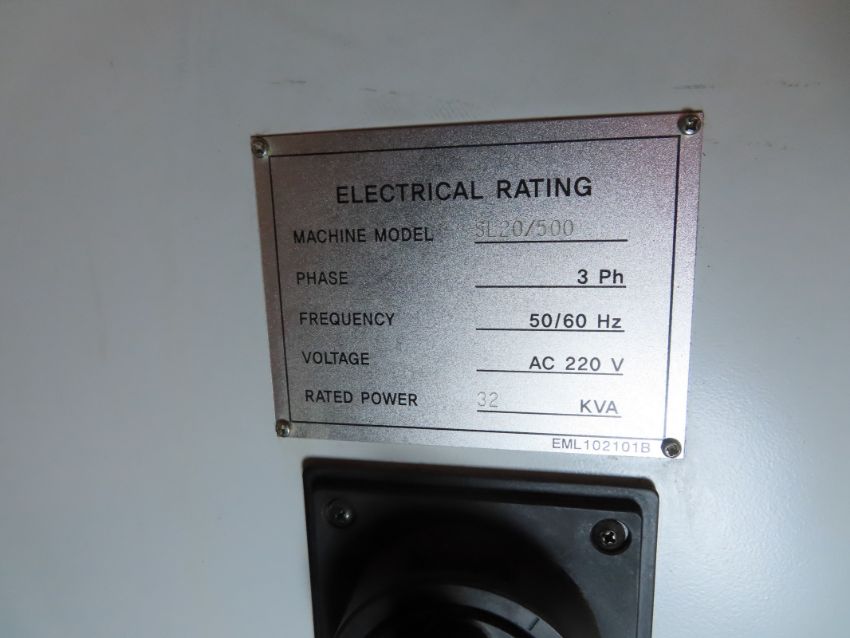 ELECTRICAL RATING
MACHINE MODEL SL20/500
PHASE 3 Ph
FREQUENCY 50/60 Hz
VOLTAGE AC 220 V
RATED POWER 32 KVA
EML102101B